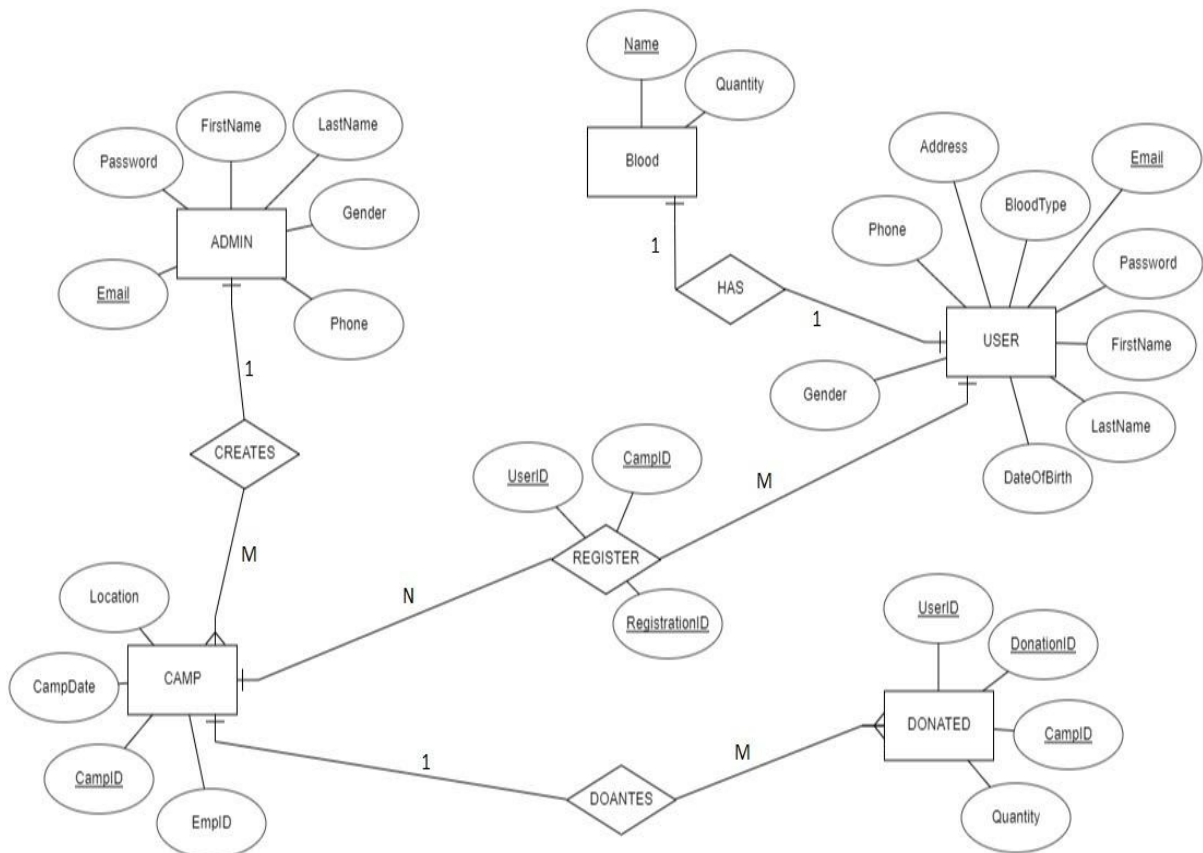 Name
Quantity
Blood
FirstName
LastName
Password
Gender
ADMIN
Email
Phone
1
1
HAS
1
Address
Email
BloodType
Phone
Password
USER
FirstName
Gender
LastName
DateOfBirth
1
CREATES
M
UserID
CampID
M
REGISTER
N
RegistrationID
Location
CAMP
CampDate
CampID
EmpID
1
DOANTES
M
UserID
DonationID
DONATED
CampID
Quantity